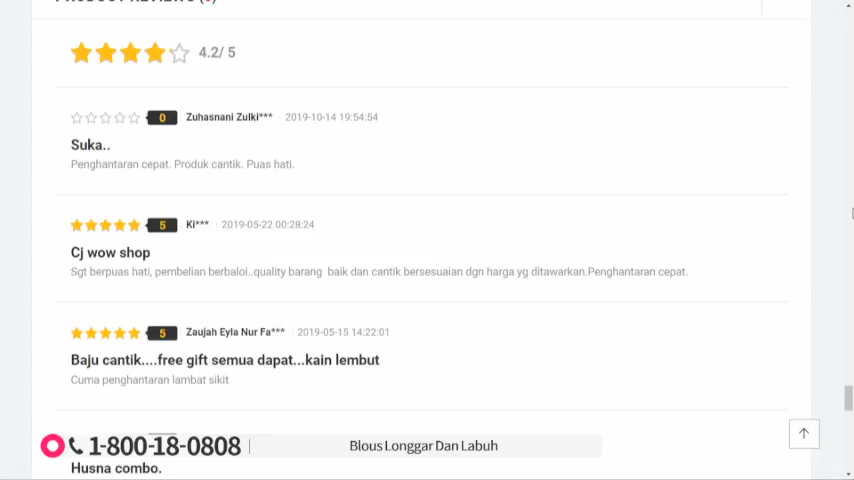 4.2/ 5
0 Zuhasnani Zulki*** 2019-10-14 19:54:54
Suka..
Penghantaran cepat. Produk cantik. Puas hati.
5 Ki*** 2019-05-22 00:28:24
Cj wow shop
Sgt berpuas hati, pembelian berbaloi..quality barang baik dan cantik bersesuaian dgn harga yg ditawarkan.Penghantaran cepat.
5 Zaujah Eyla Nur Fa*** 2019-05-15 14:22:01
Baju cantik....free gift semua dapat...kain lembut
Cuma penghantaran lambat sikit
1-800-18-0808 Blous Longgar Dan Labuh
Husna combo.